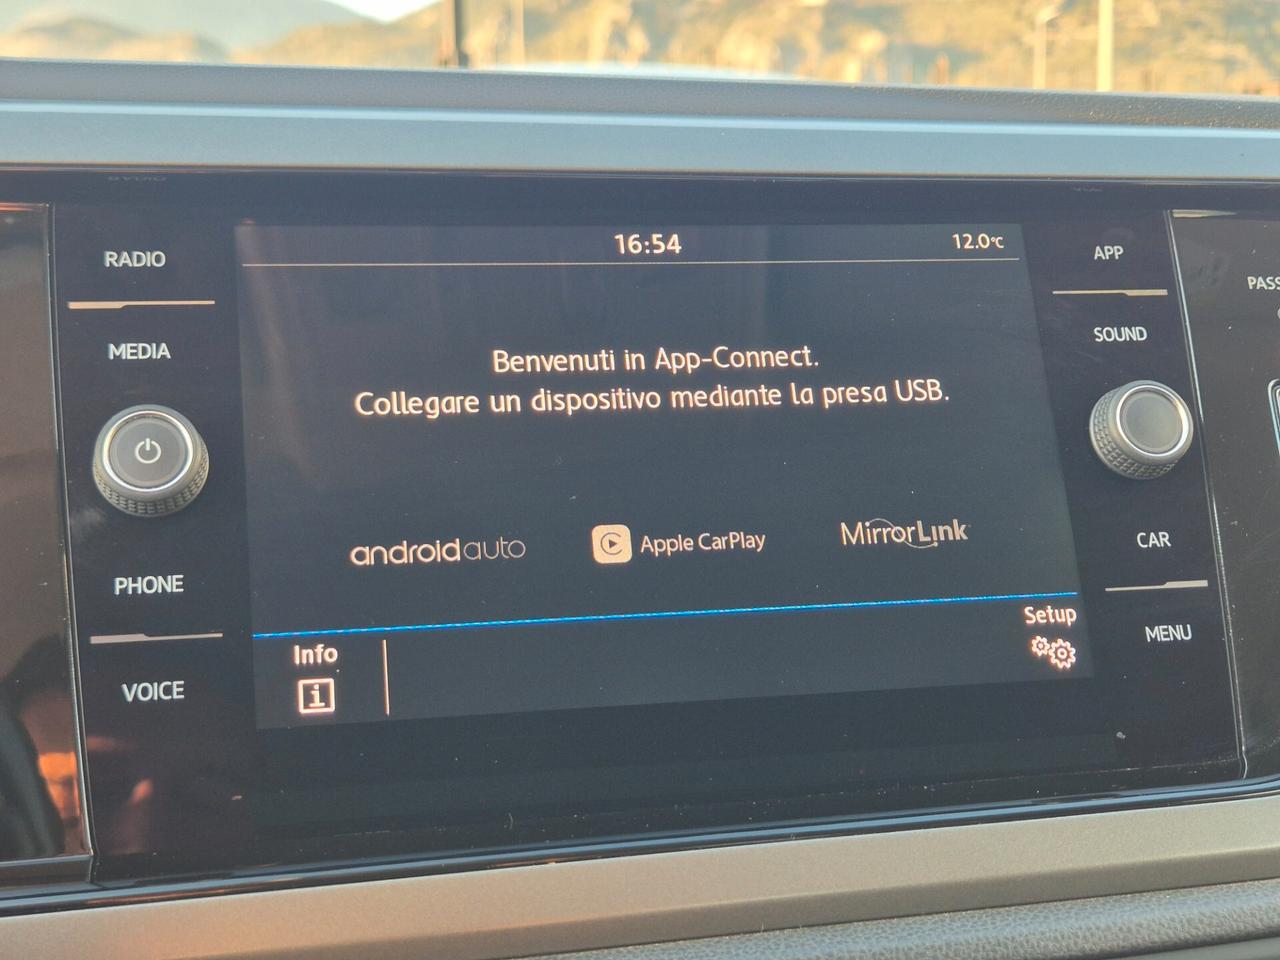 RADIO
MEDIA
PHONE
VOICE
16:54
12.0°C
Benvenuti in App-Connect.
Collegare un dispositivo mediante la presa USB.
androidauto
Apple CarPlay
MirrorLink
Info
i
Setup
APP
SOUND
CAR
MENU
PASS